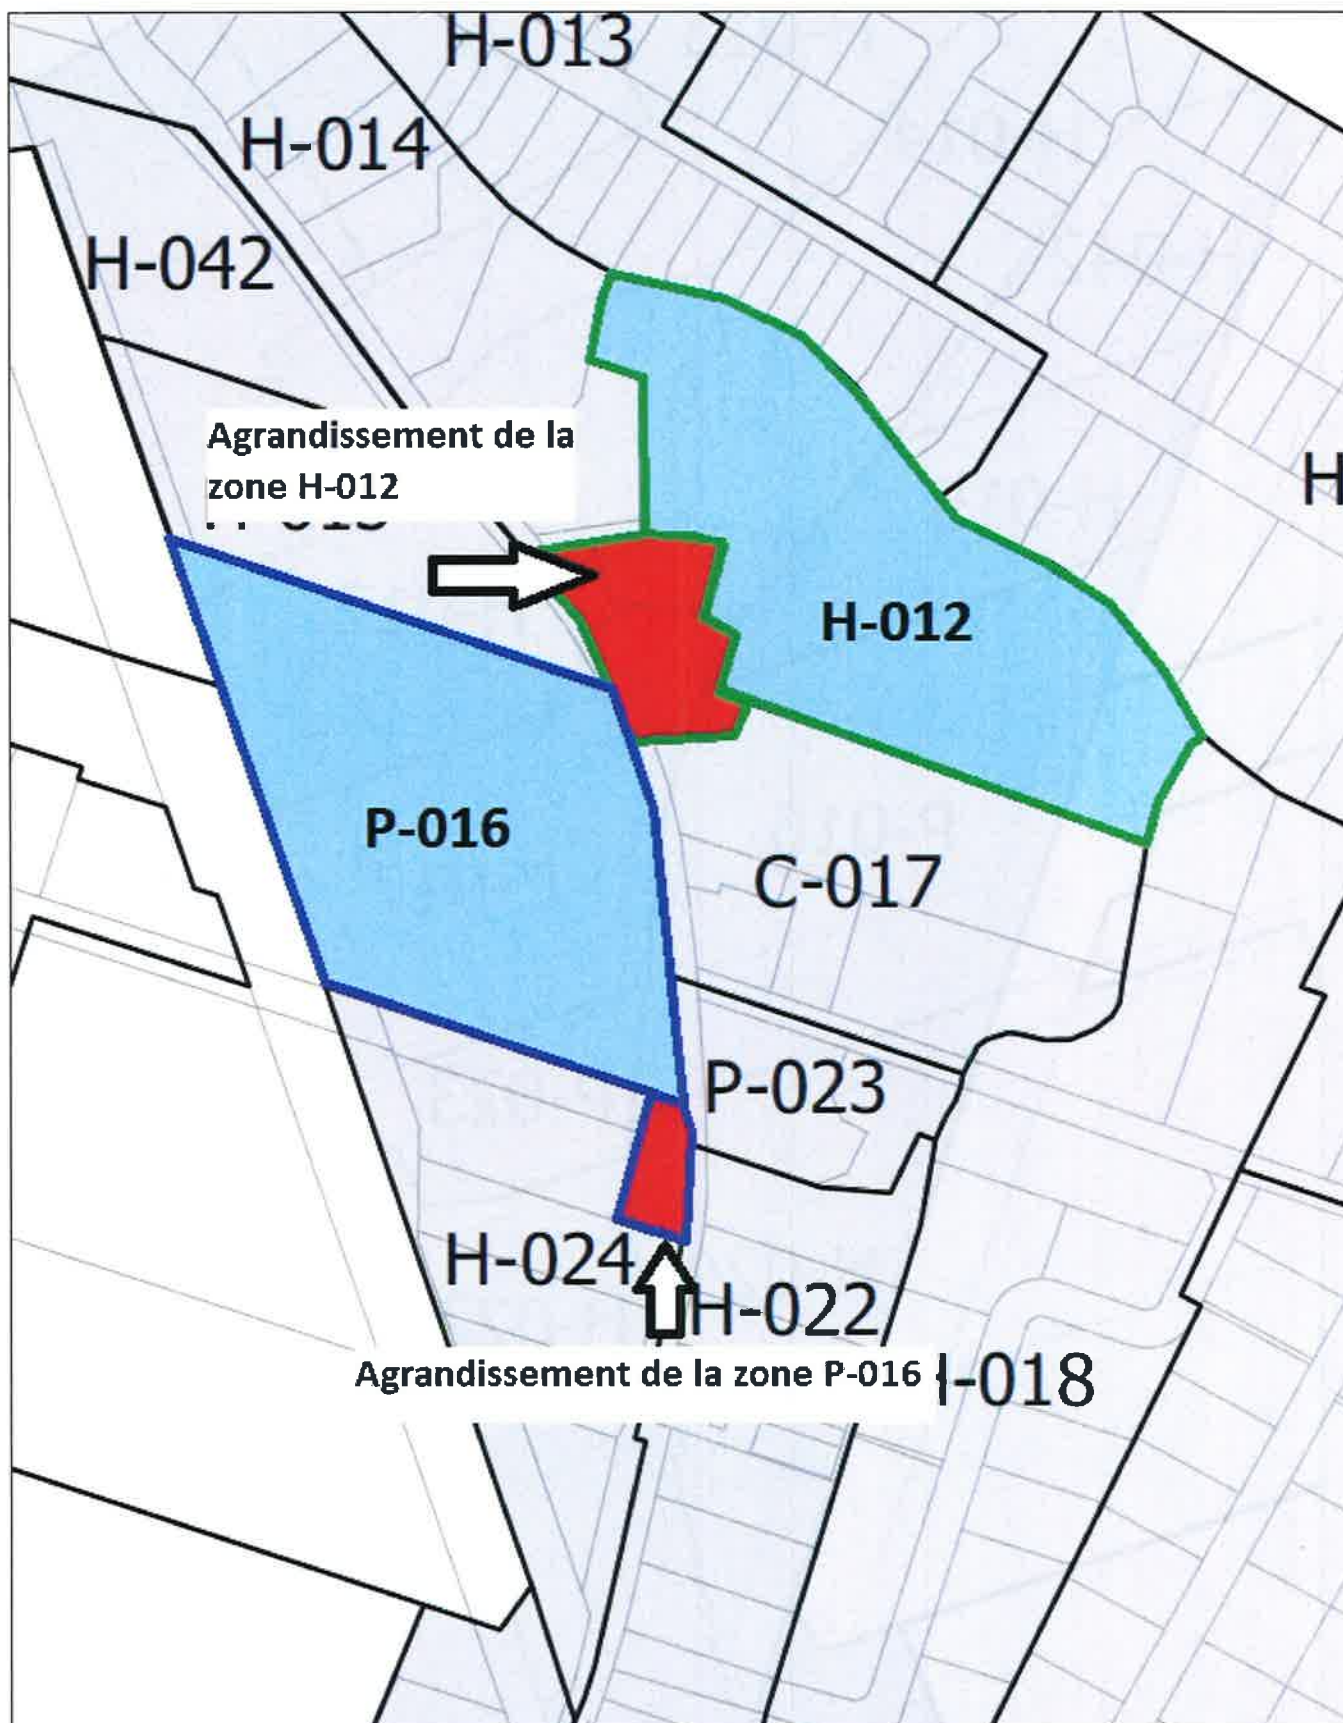 H-013
H-014
H-042
Agrandissement de la
zone H-012
H
H-012
P-016
C-017
P-023
H-024
H-022
Agrandissement de la zone P-016
-018